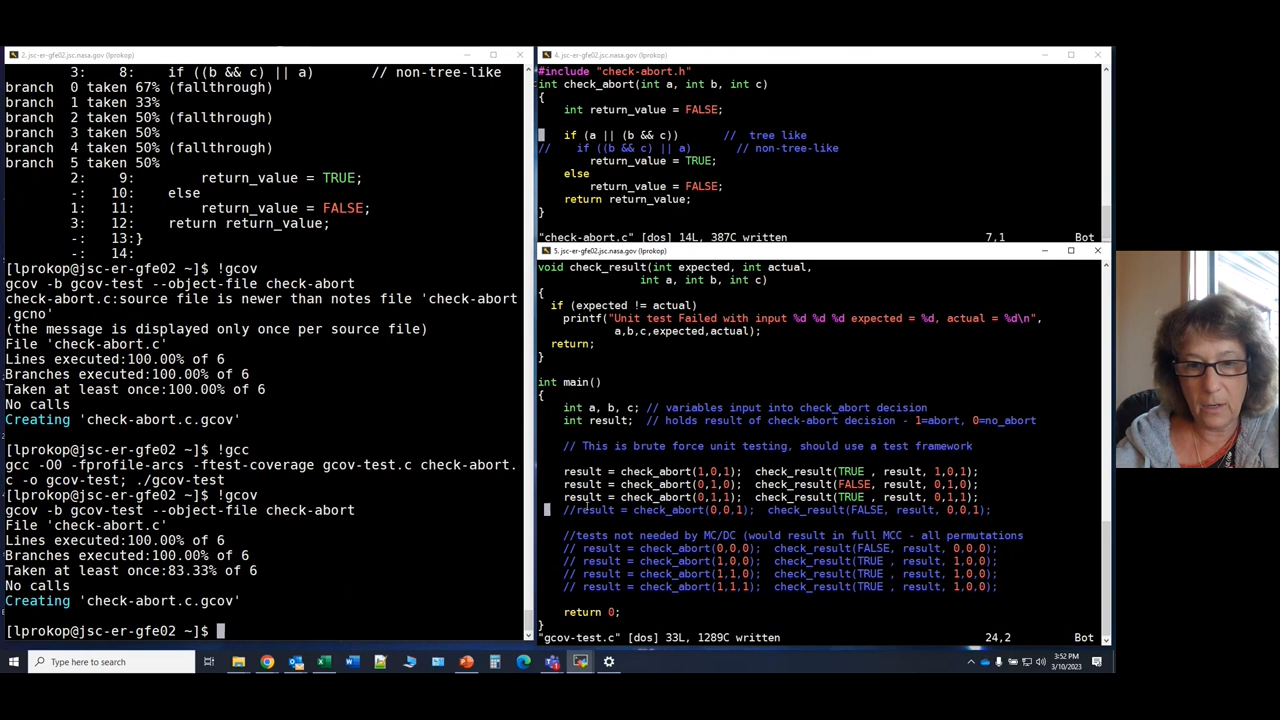 2. jsc-er-gfe02.jsc.nasa.gov (lprokop)
3:    8:    if ((b && c) || a)       // non-tree-like
branch  0 taken 67% (fallthrough)
branch  1 taken 33%
branch  2 taken 50% (fallthrough)
branch  3 taken 50%
branch  4 taken 50% (fallthrough)
branch  5 taken 50%
2:    9:        return_value = TRUE;
-:   10:    else
1:   11:        return_value = FALSE;
3:   12:    return return_value;
-:   13:}
-:   14:
[lprokop@jsc-er-gfe02 ~]$ !gcov
gcov -b gcov-test --object-file check-abort
check-abort.c:source file is newer than notes file 'check-abort
.gcno'
(the message is displayed only once per source file)
File 'check-abort.c'
Lines executed:100.00% of 6
Branches executed:100.00% of 6
Taken at least once:100.00% of 6
No calls
Creating 'check-abort.c.gcov'
[lprokop@jsc-er-gfe02 ~]$ !gcc
gcc -O0 -fprofile-arcs -ftest-coverage gcov-test.c check-abort.
c -o gcov-test; ./gcov-test
[lprokop@jsc-er-gfe02 ~]$ !gcov
gcov -b gcov-test --object-file check-abort
File 'check-abort.c'
Lines executed:100.00% of 6
Branches executed:100.00% of 6
Taken at least once:83.33% of 6
No calls
Creating 'check-abort.c.gcov'
[lprokop@jsc-er-gfe02 ~]$
4. jsc-er-gfe02.jsc.nasa.gov (lprokop)
#include "check-abort.h"
int check_abort(int a, int b, int c)
{
int return_value = FALSE;
if (a || (b && c))       //  tree like
//    if ((b && c) || a)       // non-tree-like
return_value = TRUE;
else
return_value = FALSE;
return return_value;
}
"check-abort.c" [dos] 14L, 387C written    7,1    Bot
5. jsc-er-gfe02.jsc.nasa.gov (lprokop)
void check_result(int expected, int actual,
int a, int b, int c)
{
if (expected != actual)
printf("Unit test Failed with input %d %d %d expected = %d, actual = %d\n",
a,b,c,expected,actual);
return;
}
int main()
{
int a, b, c; // variables input into check_abort decision
int result;  // holds result of check-abort decision - 1=abort, 0=no_abort
// This is brute force unit testing, should use a test framework
result = check_abort(1,0,1);  check_result(TRUE , result, 1,0,1);
result = check_abort(0,1,0);  check_result(FALSE, result, 0,1,0);
result = check_abort(0,1,1);  check_result(TRUE , result, 0,1,1);
//result = check_abort(0,0,1);  check_result(FALSE, result, 0,0,1);
//tests not needed by MC/DC (would result in full MCC - all permutations
// result = check_abort(0,0,0);  check_result(FALSE, result, 0,0,0);
// result = check_abort(1,0,0);  check_result(TRUE , result, 1,0,0);
// result = check_abort(1,1,0);  check_result(TRUE , result, 1,0,0);
// result = check_abort(1,1,1);  check_result(TRUE , result, 1,0,0);
return 0;
}
"gcov-test.c" [dos] 33L, 1289C written    24,2    Bot
Type here to search
3:52 PM
3/10/2023